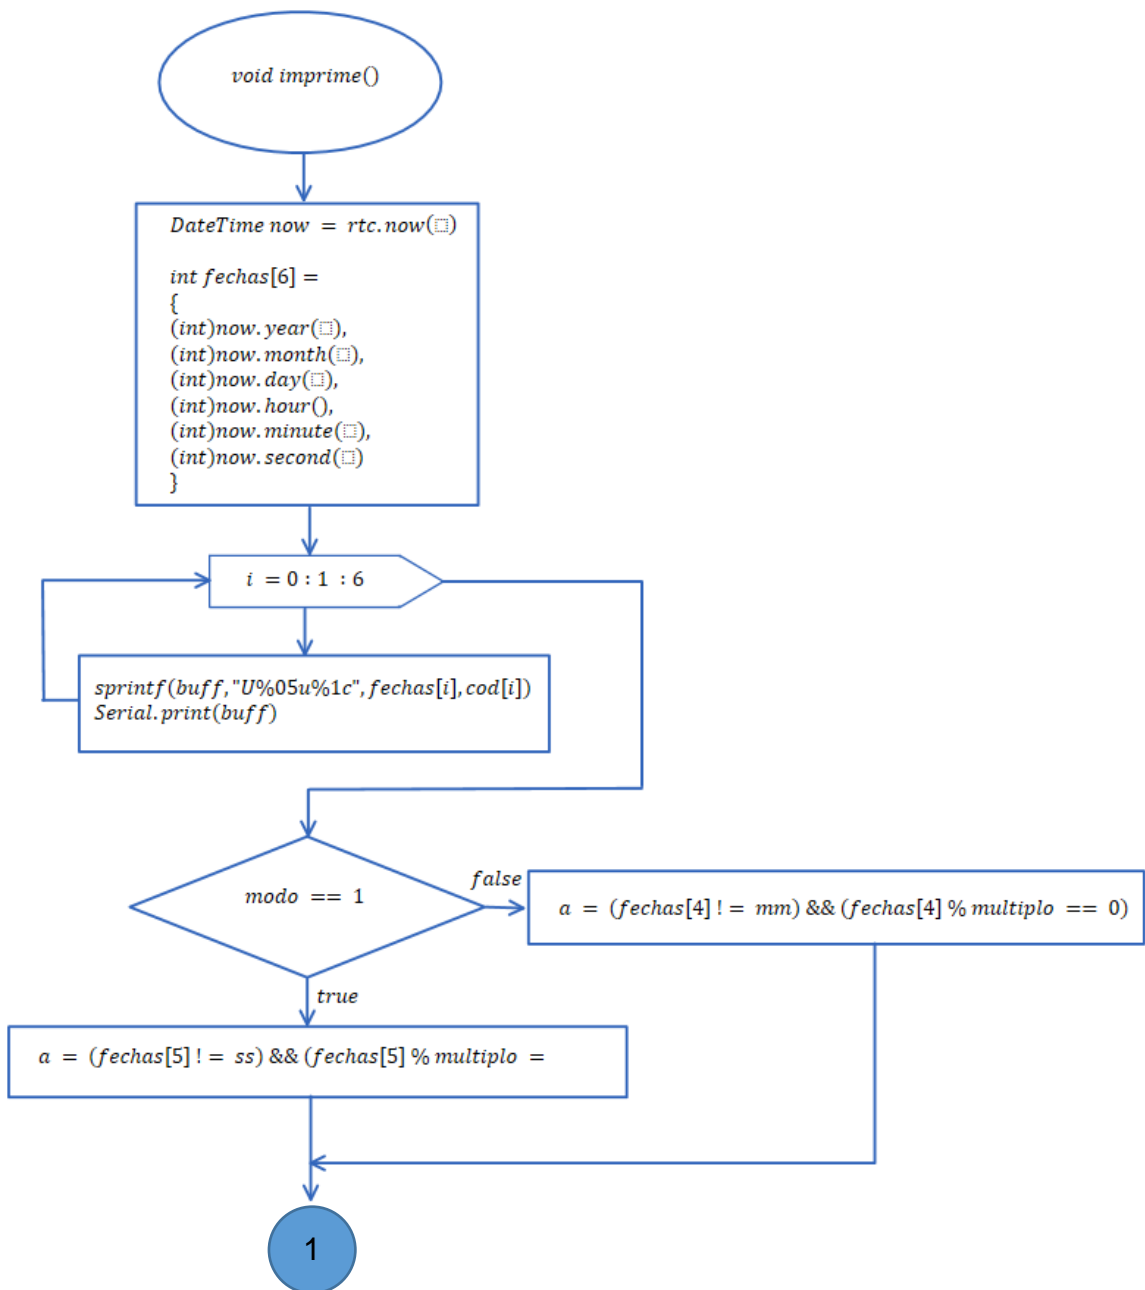 void imprime()
DateTime now = rtc.now(⬚)
int fechas[6] =
{
(int)now.year(⬚),
(int)now.month(⬚),
(int)now.day(⬚),
(int)now.hour(),
(int)now.minute(⬚),
(int)now.second(⬚)
}
i = 0 : 1 : 6
sprintf(buff,"U%05u%1c",fechas[i],cod[i])
Serial.print(buff)
modo == 1
false
a = (fechas[4] != mm) && (fechas[4] % multiplo == 0)
true
a = (fechas[5] != ss) && (fechas[5] % multiplo =
1